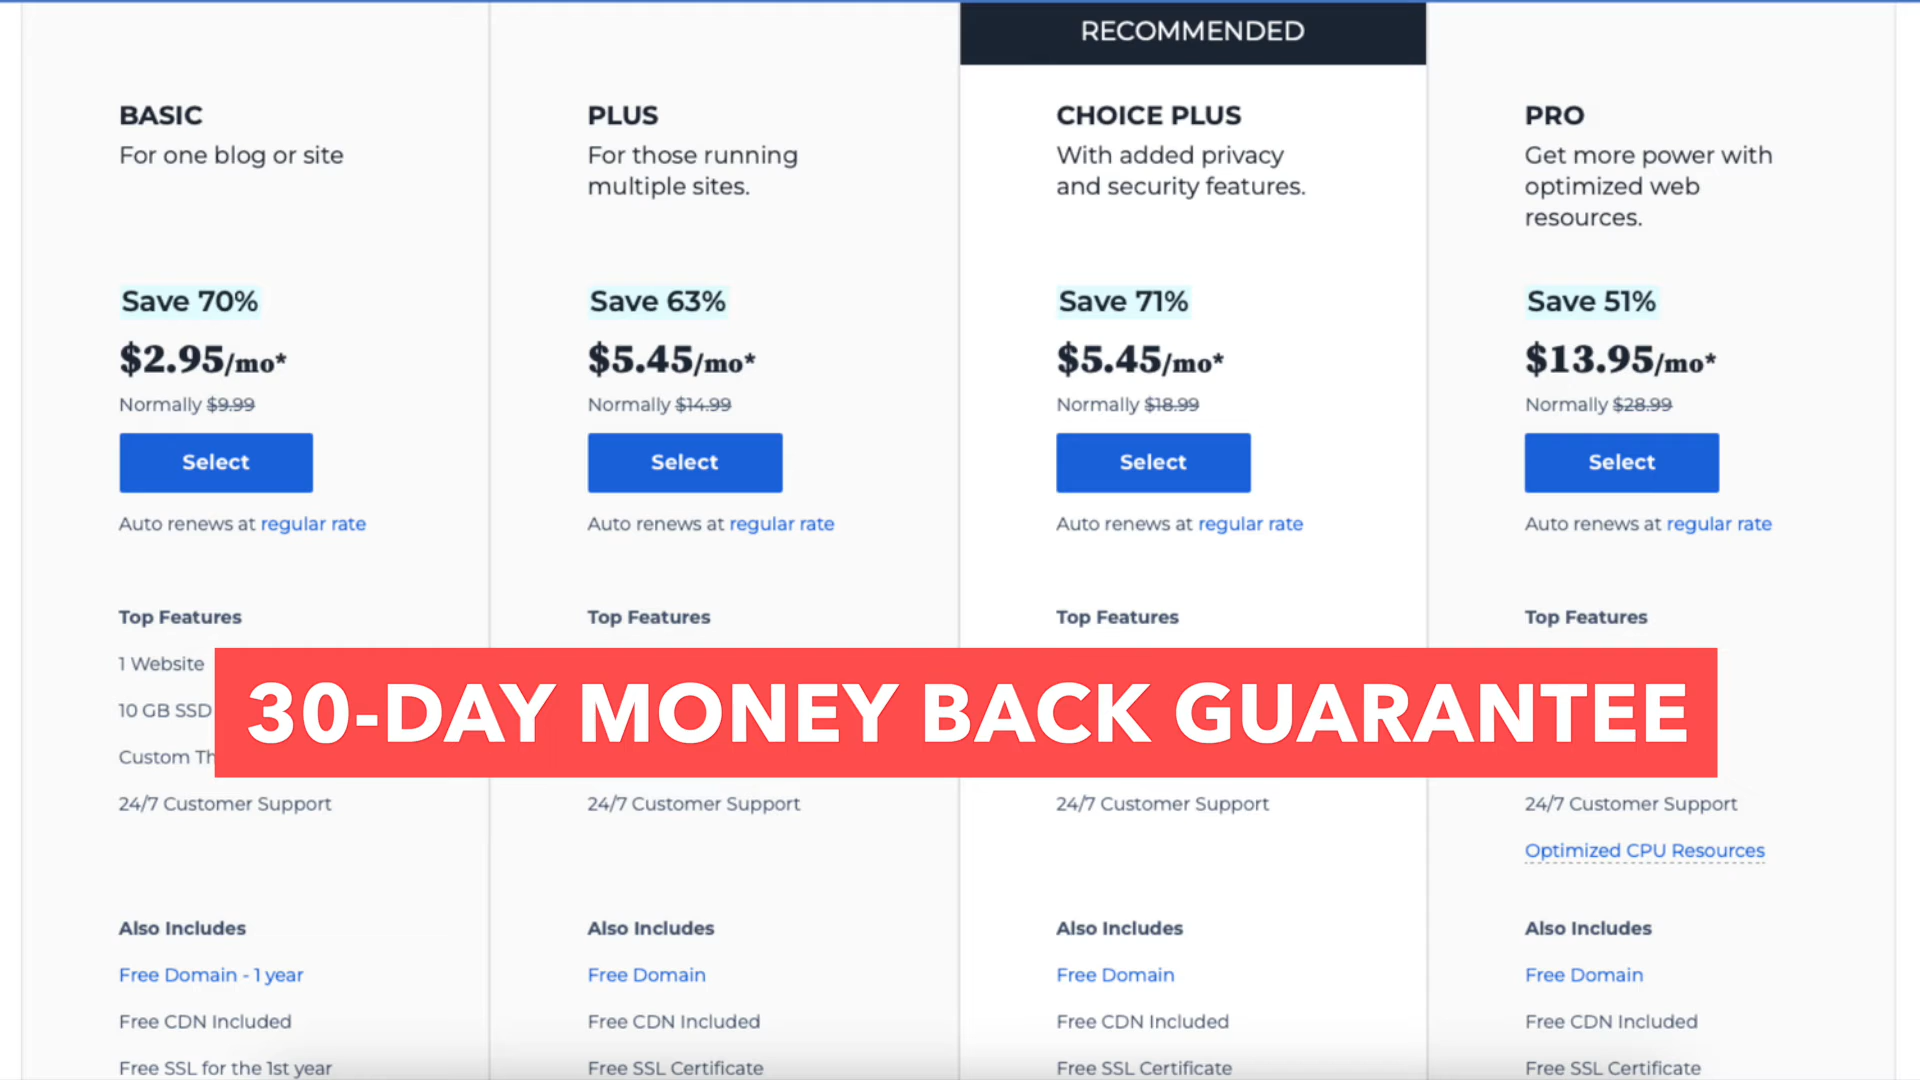 RECOMMENDED
BASIC
For one blog or site
Save 70%
$2.95/mo*
Normally $9.99
Select
Auto renews at regular rate
Top Features
1 Website
10 GB SSD
Custom
24/7 Customer Support
Also Includes
Free Domain - 1 year
Free CDN Included
Free SSL for the 1st year
PLUS
For those running
multiple sites.
Save 63%
$5.45/mo*
Normally $14.99
Select
Auto renews at regular rate
Top Features
24/7 Customer Support
Also Includes
Free Domain
Free CDN Included
Free SSL Certificate
CHOICE PLUS
With added privacy
and security features.
Save 71%
$5.45/mo*
Normally $18.99
Select
Auto renews at regular rate
Top Features
24/7 Customer Support
Also Includes
Free Domain
Free CDN Included
Free SSL Certificate
PRO
Get more power with
optimized web
resources.
Save 51%
$13.95/mo*
Normally $28.99
Select
Auto renews at regular rate
Top Features
24/7 Customer Support
Optimized CPU Resources
Also Includes
Free Domain
Free CDN Included
Free SSL Certificate
30-DAY MONEY BACK GUARANTEE